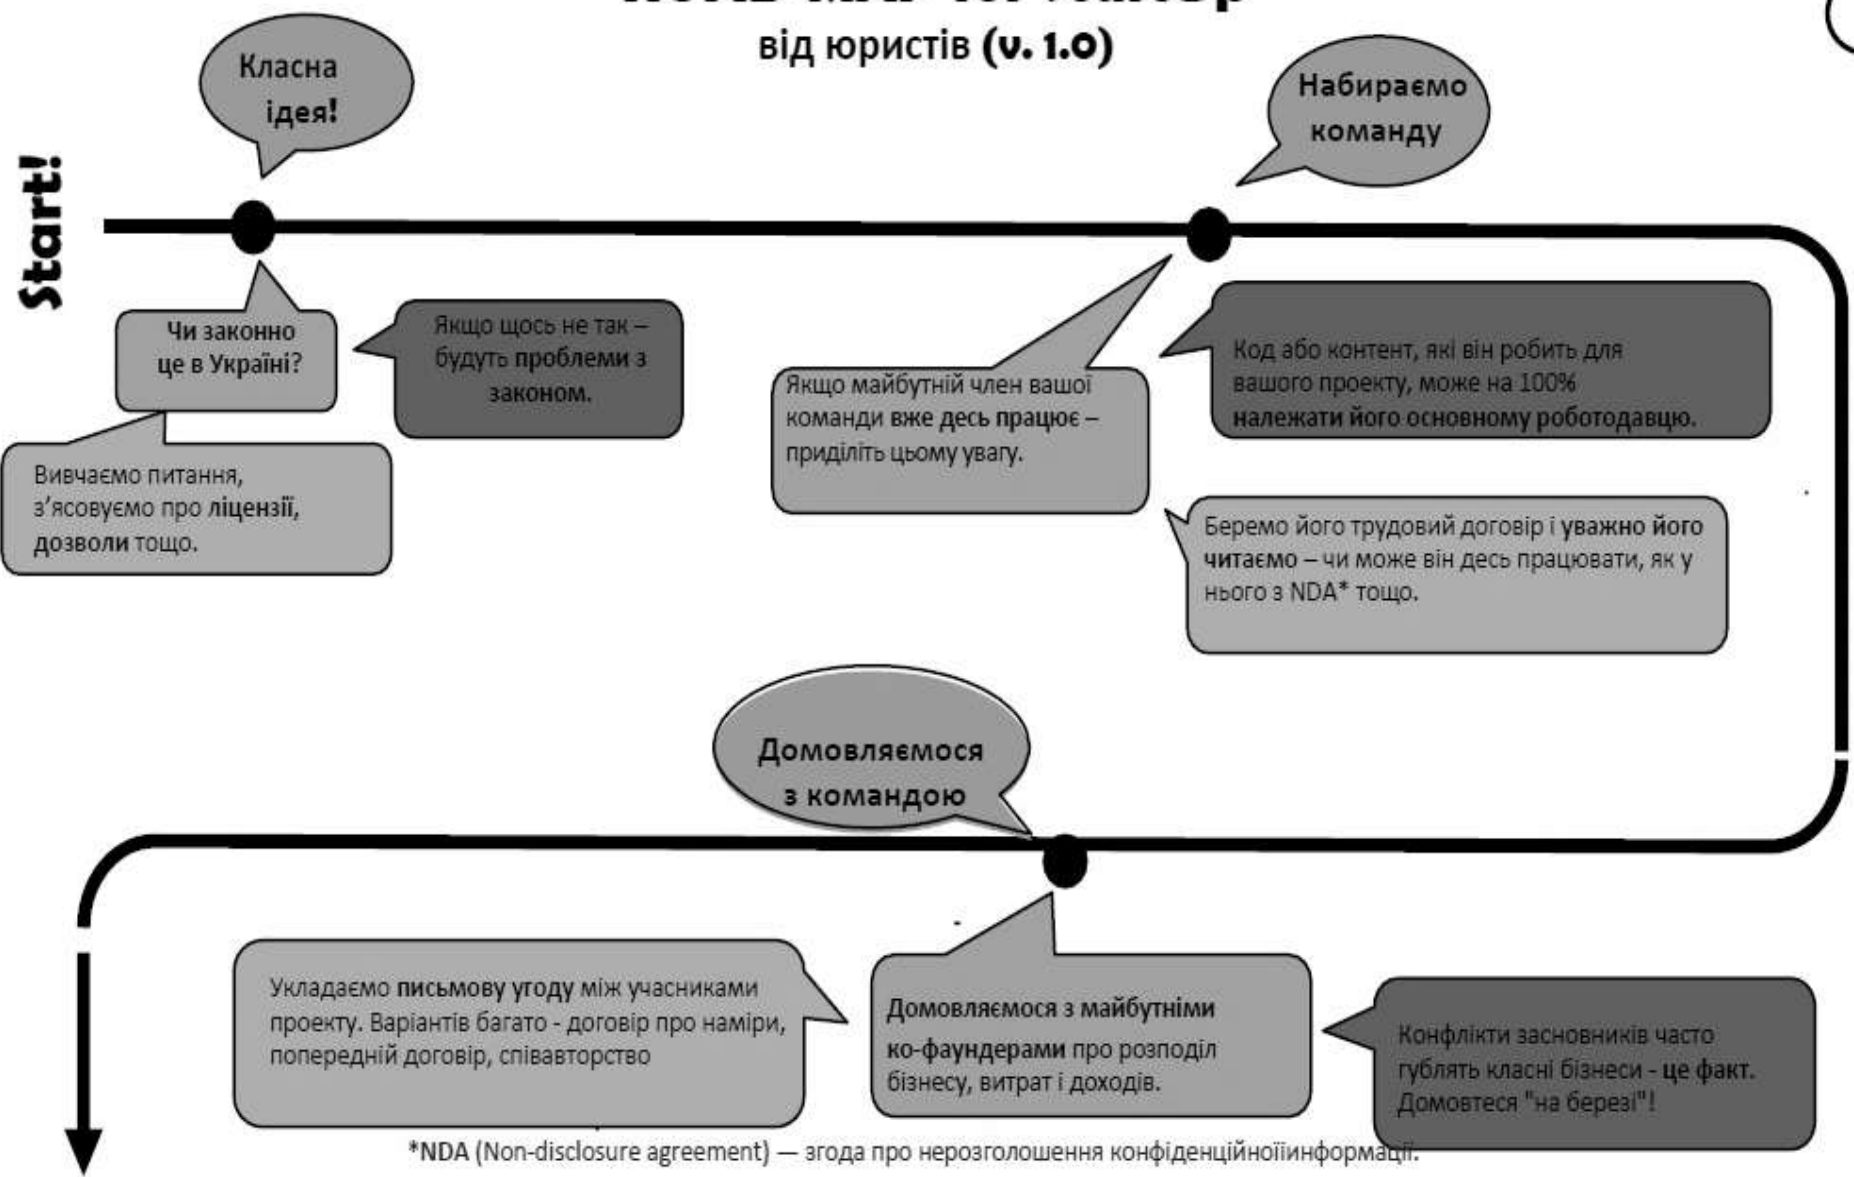 від юристів (v. 1.0)
Класна
ідея!
Набираємо
команду
Start!
Чи законно
це в Україні?
Якщо щось не так –
будуть проблеми з
законом.
Вивчаємо питання,
з’ясовуємо про ліцензії,
дозволи тощо.
Якщо майбутній член вашої
команди вже десь працює –
приділіть цьому увагу.
Код або контент, які він робить для
вашого проекту, може на 100%
належати його основному роботодавцю.
Беремо його трудовий договір і уважно його
читаємо – чи може він десь працювати, як у
нього з NDA* тощо.
Домовляємося
з командою
Укладаємо письмову угоду між учасниками
проекту. Варіантів багато - договір про наміри,
попередній договір, співавторство
Домовляємося з майбутніми
ко-фаундерами про розподіл
бізнесу, витрат і доходів.
Конфлікти засновників часто
гублять класні бізнеси - це факт.
Домовтеся "на березі"!
*NDA (Non-disclosure agreement) — згода про нерозголошення конфіденційноїіинформації.